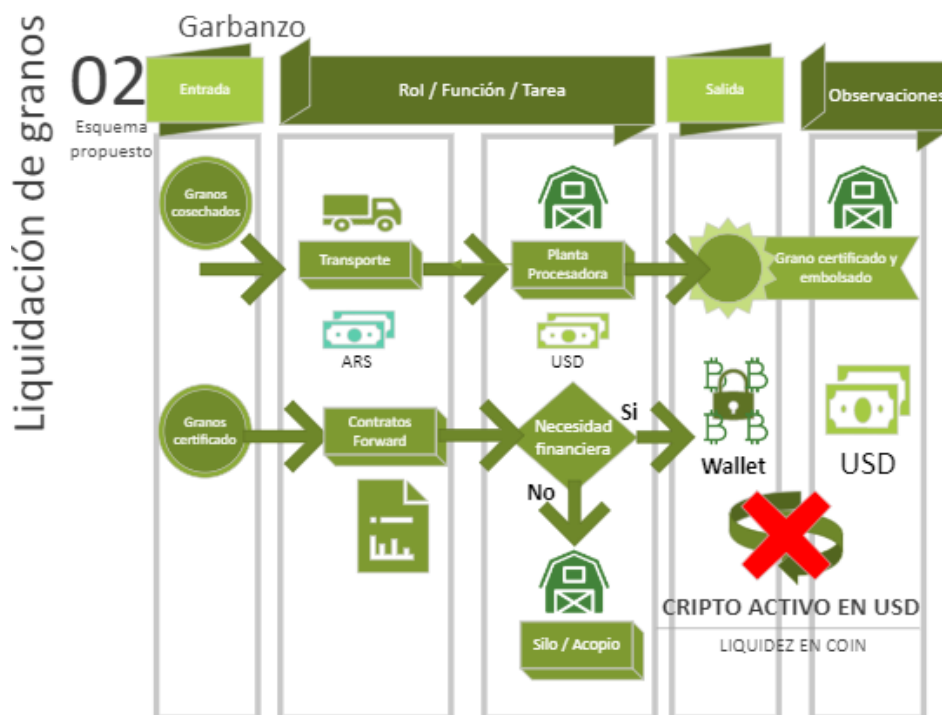 Liquidación de granos
Garbanzo
02
Esquema
propuesto
Entrada
Rol / Función / Tarea
Salida
Observaciones
Granos
cosechados
Transporte
Planta
Procesadora
Grano certificado y
embolsado
ARS
USD
Granos
certificado
Contratos
Forward
Necesidad
financiera
Si
No
Wallet
USD
Silo / Acopio
CRIPTO ACTIVO EN USD
LIQUIDEZ EN COIN